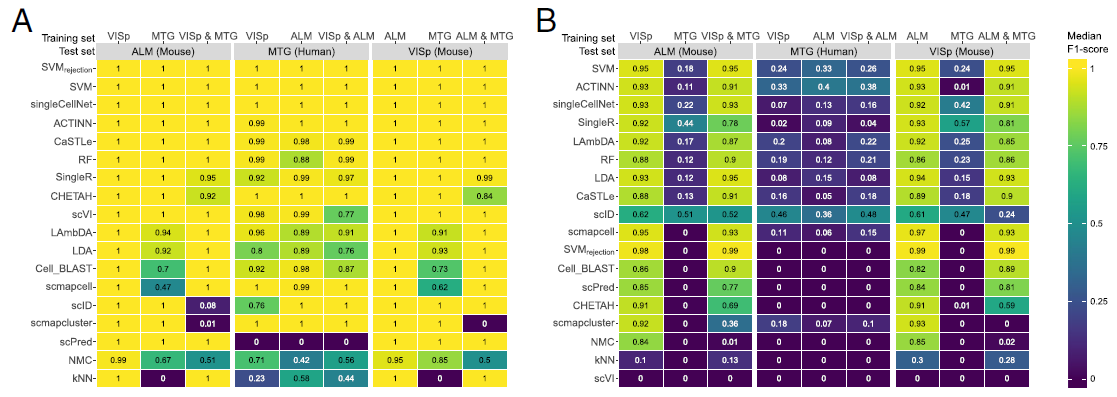 A
Training set VISp MTG VISp & MTG VISp ALM VISp & ALM ALM MTG ALM & MTG
Test set ALM (Mouse) MTG (Human) VISp (Mouse)
SVMrejection 1 1 1 1 1 1 1 1 1
SVM 1 1 1 1 1 1 1 1 1
singleCellNet 1 1 1 1 1 1 1 1 1
ACTINN 1 1 1 0.99 1 1 1 1 1
CaSTLe 1 1 1 0.99 0.98 0.99 1 1 1
RF 1 1 1 0.99 0.88 0.99 1 1 1
SingleR 1 1 0.95 0.92 0.99 0.97 1 1 0.99
CHETAH 1 1 0.92 1 1 1 1 1 0.84
scVI 1 1 1 0.98 0.99 0.77 1 1 1
LAmbDA 1 0.94 1 0.96 0.89 0.91 1 0.91 1
LDA 1 0.92 1 0.8 0.89 0.76 1 0.93 1
Cell_BLAST 1 0.7 1 0.92 0.98 0.87 1 0.73 1
scmapcell 1 0.47 1 1 0.99 1 1 0.62 1
scID 1 1 0.08 0.76 1 1 1 1 1
scmapcluster 1 1 0.01 1 1 1 1 1 0
scPred 1 1 1 0 0 0 1 1 1
NMC 0.99 0.67 0.51 0.71 0.42 0.56 0.95 0.85 0.5
kNN 1 0 1 0.23 0.58 0.44 1 0 1
B
Training set VISp MTG VISp & MTG VISp ALM VISp & ALM ALM MTG ALM & MTG
Test set ALM (Mouse) MTG (Human) VISp (Mouse)
SVM 0.95 0.18 0.95 0.24 0.33 0.26 0.95 0.24 0.95
ACTINN 0.93 0.11 0.91 0.33 0.4 0.38 0.93 0.01 0.91
singleCellNet 0.93 0.22 0.93 0.07 0.13 0.16 0.92 0.42 0.91
SingleR 0.92 0.44 0.78 0.02 0.09 0.04 0.93 0.57 0.81
LAmbDA 0.92 0.17 0.87 0.2 0.08 0.22 0.92 0.25 0.85
RF 0.88 0.12 0.9 0.19 0.12 0.21 0.86 0.23 0.86
LDA 0.93 0.12 0.95 0.08 0.15 0.08 0.94 0.15 0.93
CaSTLe 0.88 0.13 0.91 0.16 0.05 0.18 0.89 0.18 0.9
scID 0.62 0.51 0.52 0.46 0.36 0.48 0.61 0.47 0.24
scmapcell 0.95 0 0.93 0.11 0.06 0.15 0.97 0 0.93
SVMrejection 0.98 0 0.99 0 0 0 0.99 0 0.99
Cell_BLAST 0.86 0 0.9 0 0 0 0.82 0 0.89
scPred 0.85 0 0.77 0 0 0 0.84 0 0.81
CHETAH 0.91 0 0.69 0 0 0 0.91 0.01 0.59
scmapcluster 0.92 0 0.36 0.18 0.07 0.1 0.93 0 0
NMC 0.84 0 0.01 0 0 0 0.85 0 0.02
kNN 0.1 0 0.13 0 0 0 0.3 0 0.28
scVI 0 0 0 0 0 0 0 0 0
Median
F1-score
1
0.75
0.5
0.25
0